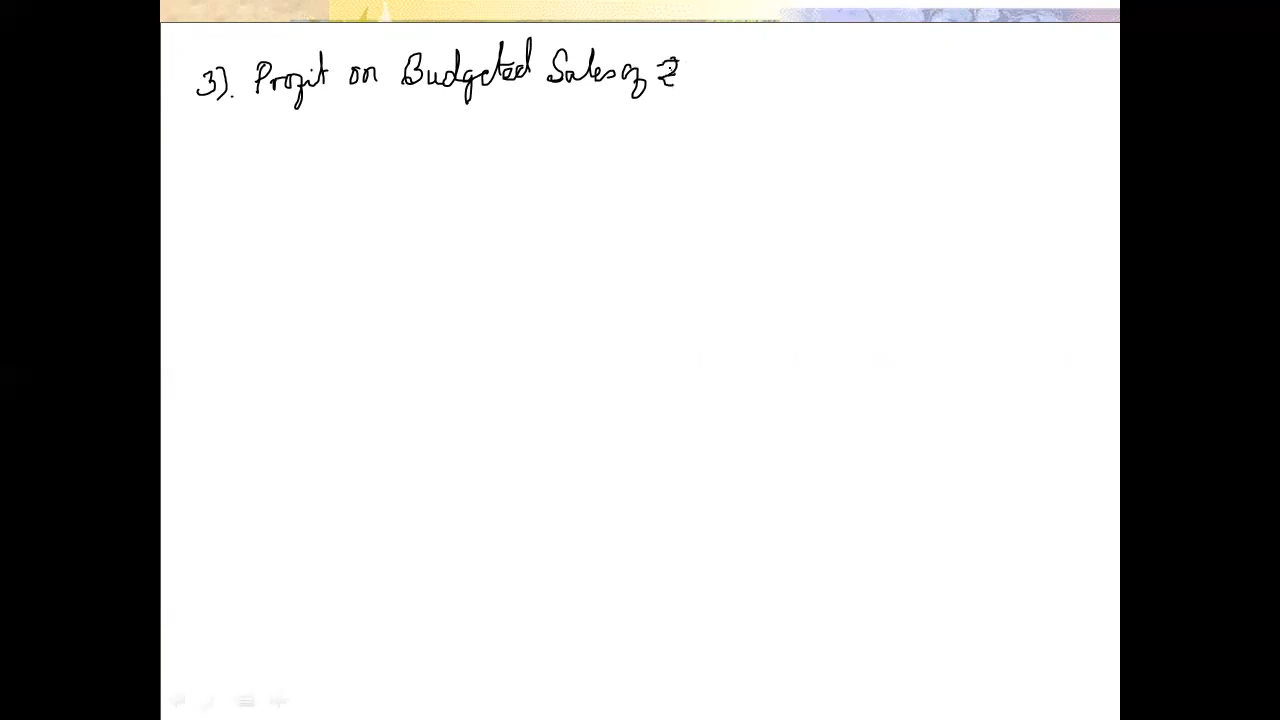 3). Profit on Budgeted Sales of ₹